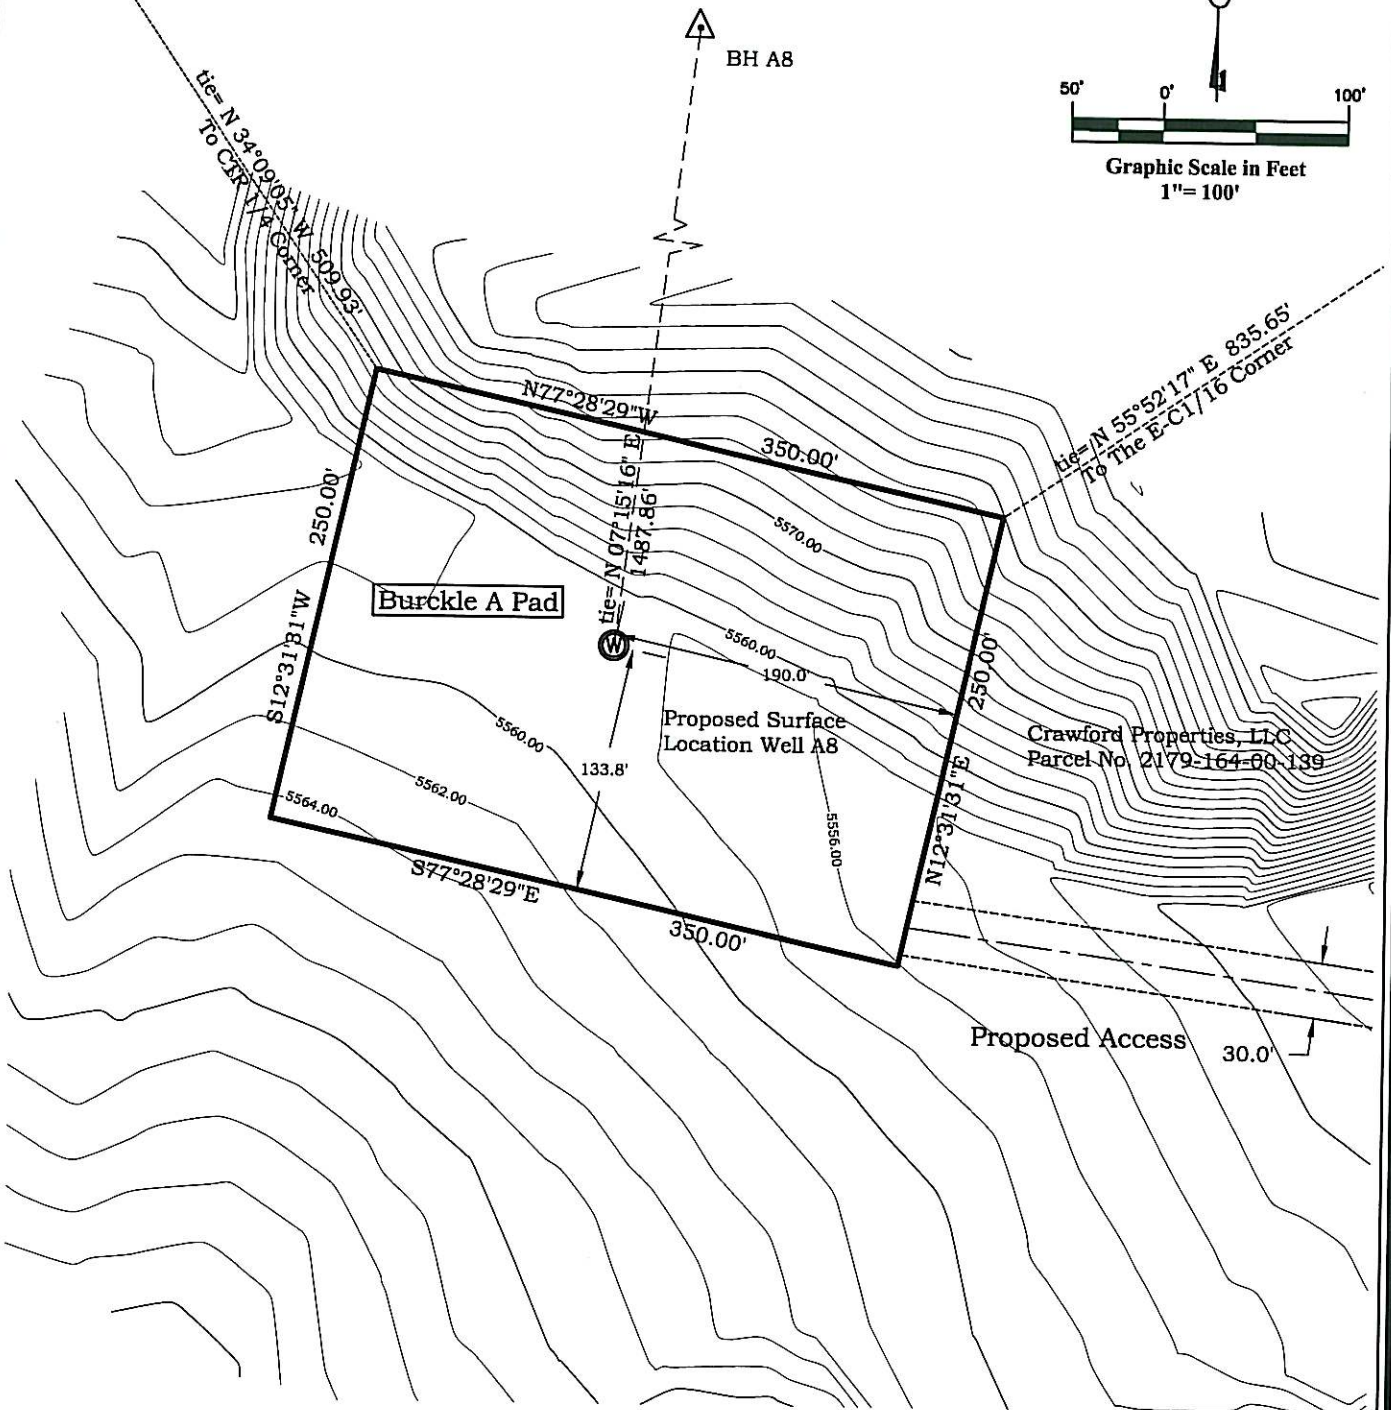 BH A8
50' 0' 100'
Graphic Scale in Feet
1"= 100'
tie= N 34°09'05" W 509.93'
To CTR 1/4 Corner
tie= N 55°52'17" E 835.65'
To The E-C1/16 Corner
N77°28'29"W
350.00'
250.00'
S12°31'81"W
tie= N 07°15'16" E
1487.86'
5570.00
Burckle A Pad
W
5560.00
190.0'
250.00'
N12°31'31"E
Proposed Surface
Location Well A8
Crawford Properties, LLC
Parcel No. 2179-164-00-139
5560.00
133.8'
5562.00
5564.00
5556.00
S77°28'29"E
350.00'
Proposed Access
30.0'